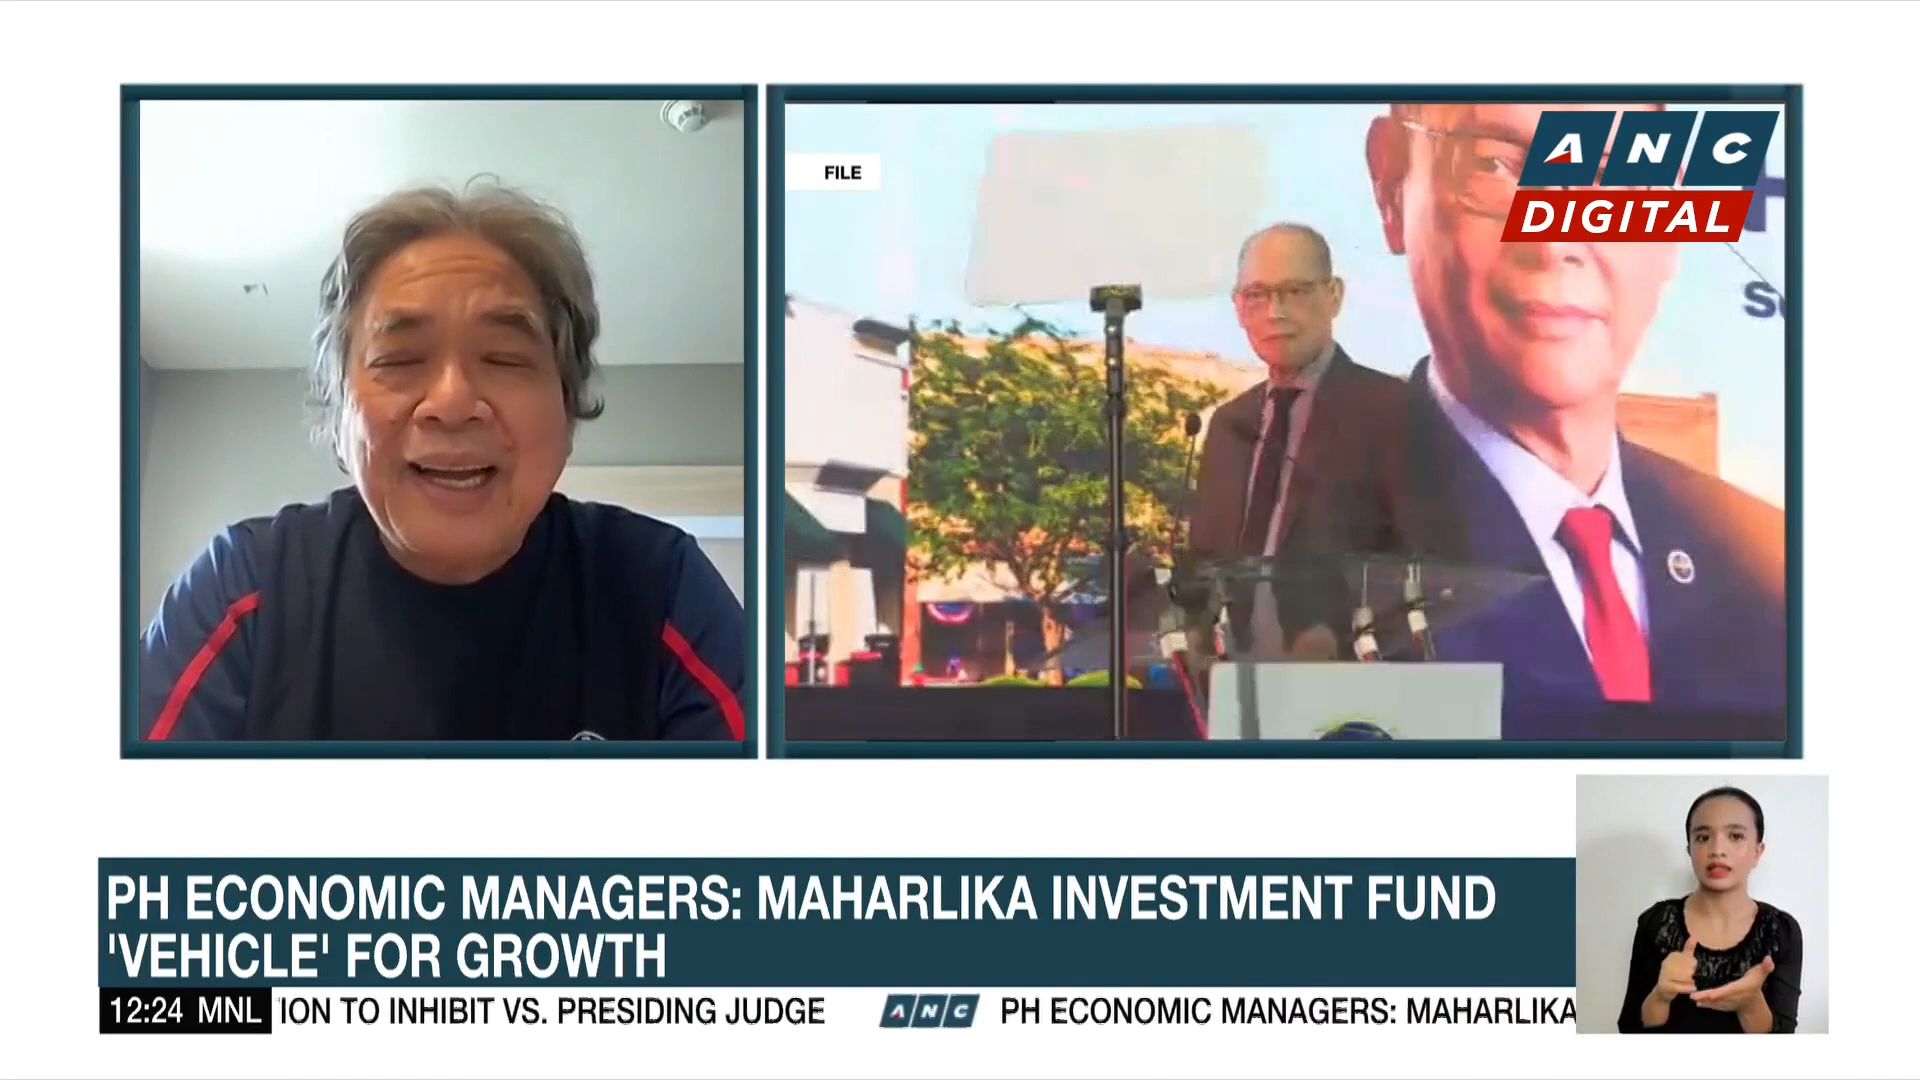 FILE
ANC
DIGITAL
PH ECONOMIC MANAGERS: MAHARLIKA INVESTMENT FUND
'VEHICLE' FOR GROWTH
12:24 MNL
ION TO INHIBIT VS. PRESIDING JUDGE
ANC
PH ECONOMIC MANAGERS: MAHARLIKA